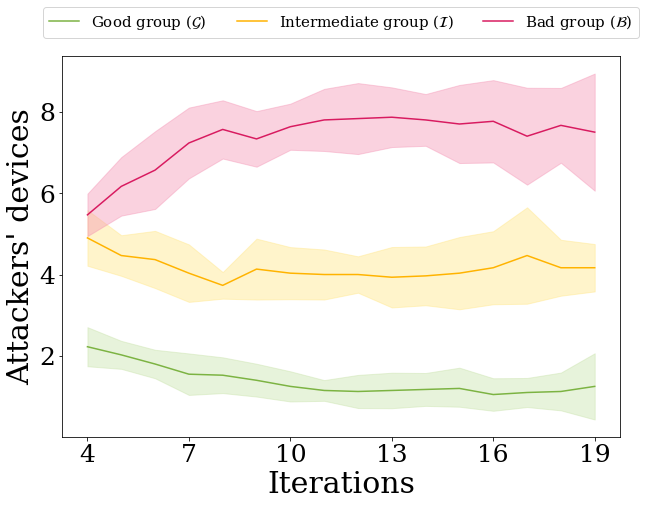 Good group (𝒢) Intermediate group (ℐ) Bad group (ℬ)
Attackers' devices
8
6
4
2
4 7 10 13 16 19
Iterations